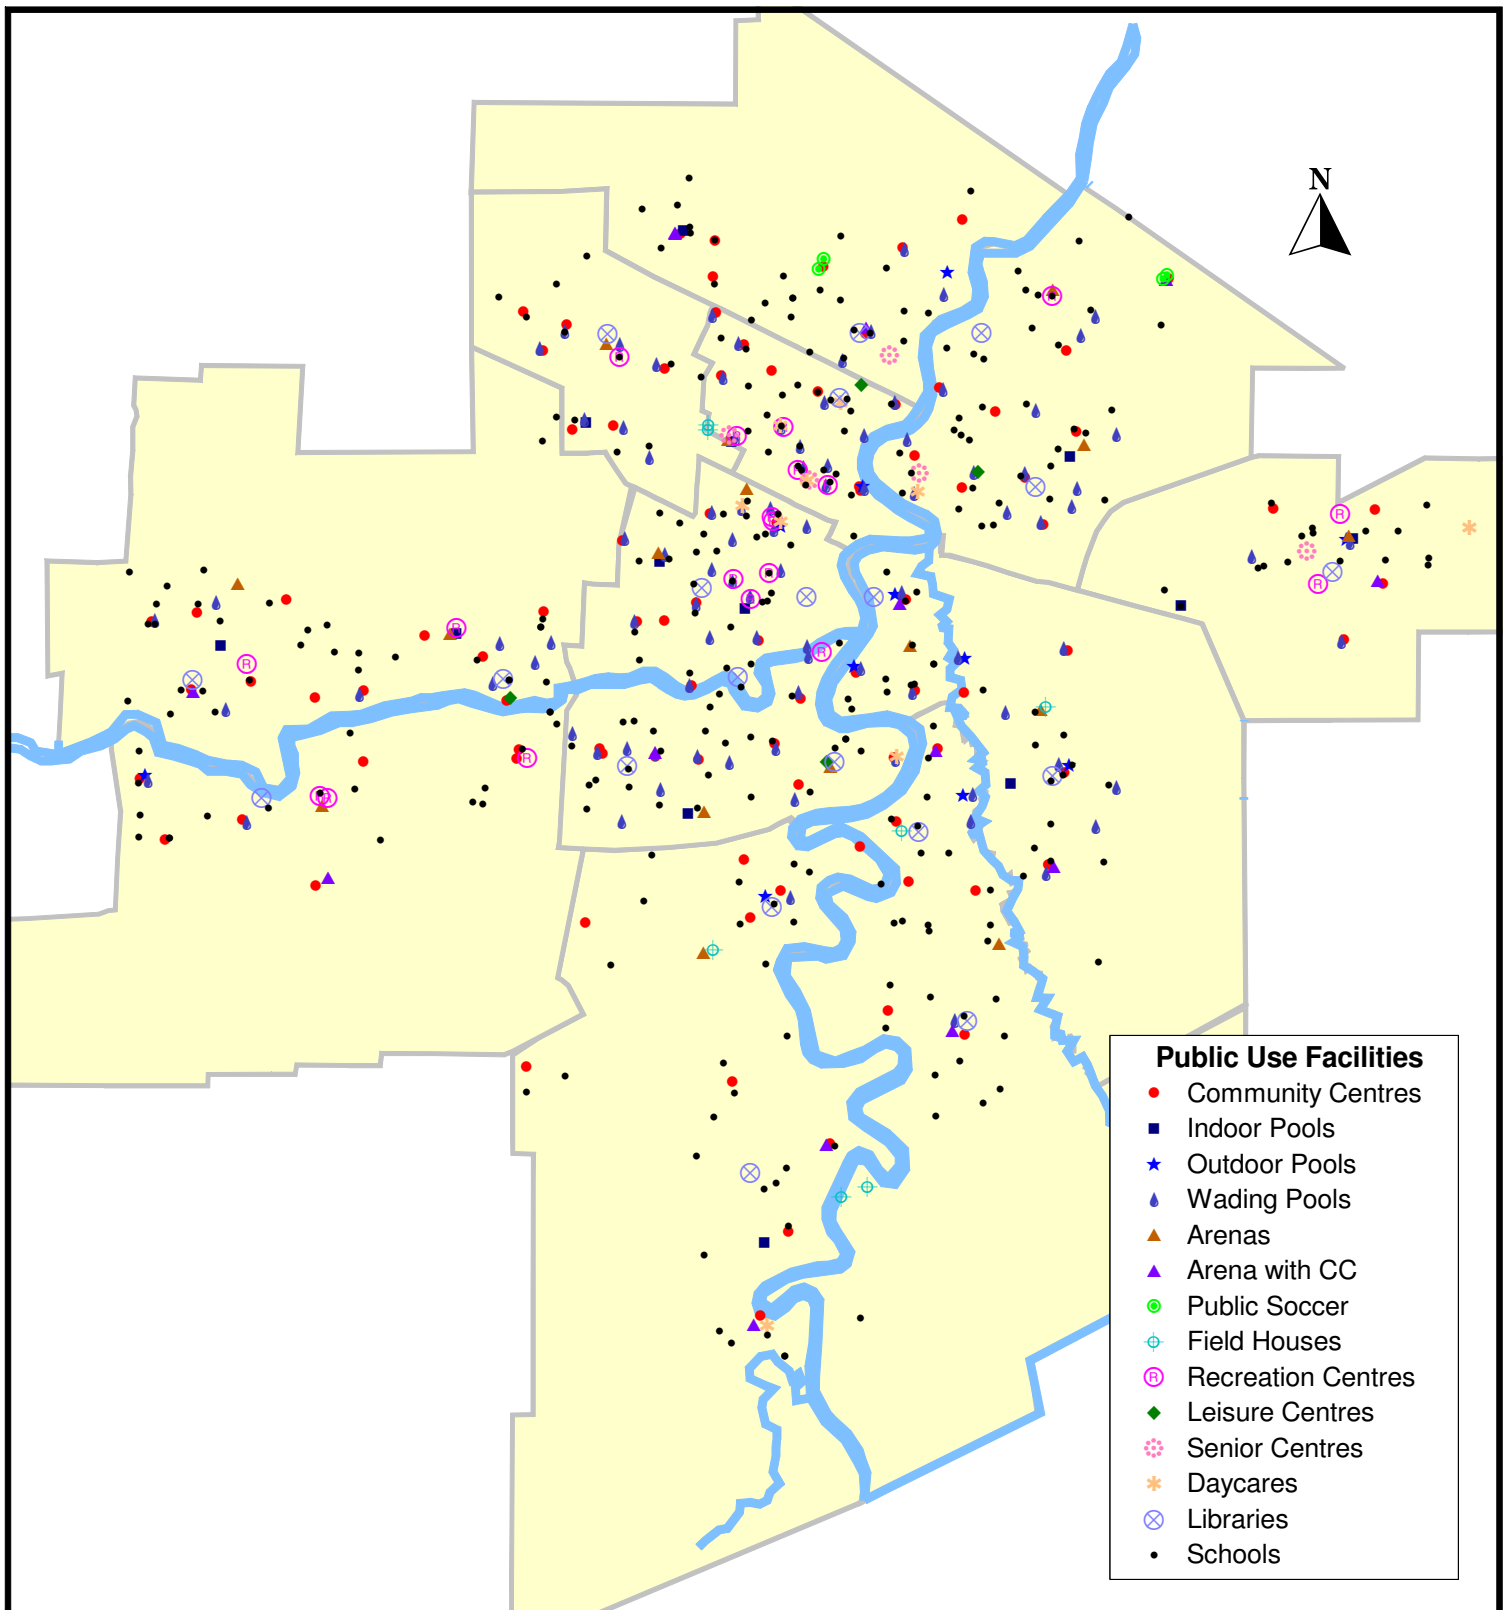 N
Public Use Facilities
Community Centres
Indoor Pools
Outdoor Pools
Wading Pools
Arenas
Arena with CC
Public Soccer
Field Houses
R Recreation Centres
Leisure Centres
Senior Centres
Daycares
Libraries
Schools